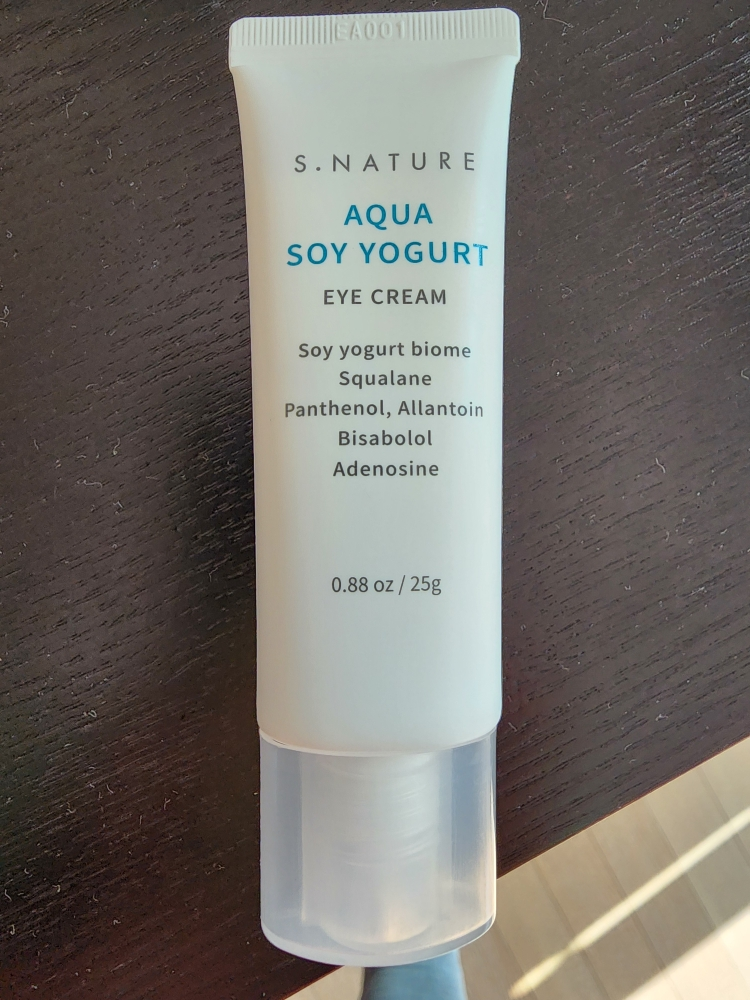 EA001
S.NATURE
AQUA
SOY YOGURT
EYE CREAM
Soy yogurt biome
Squalane
Panthenol, Allantoin
Bisabolol
Adenosine
0.88 oz / 25g